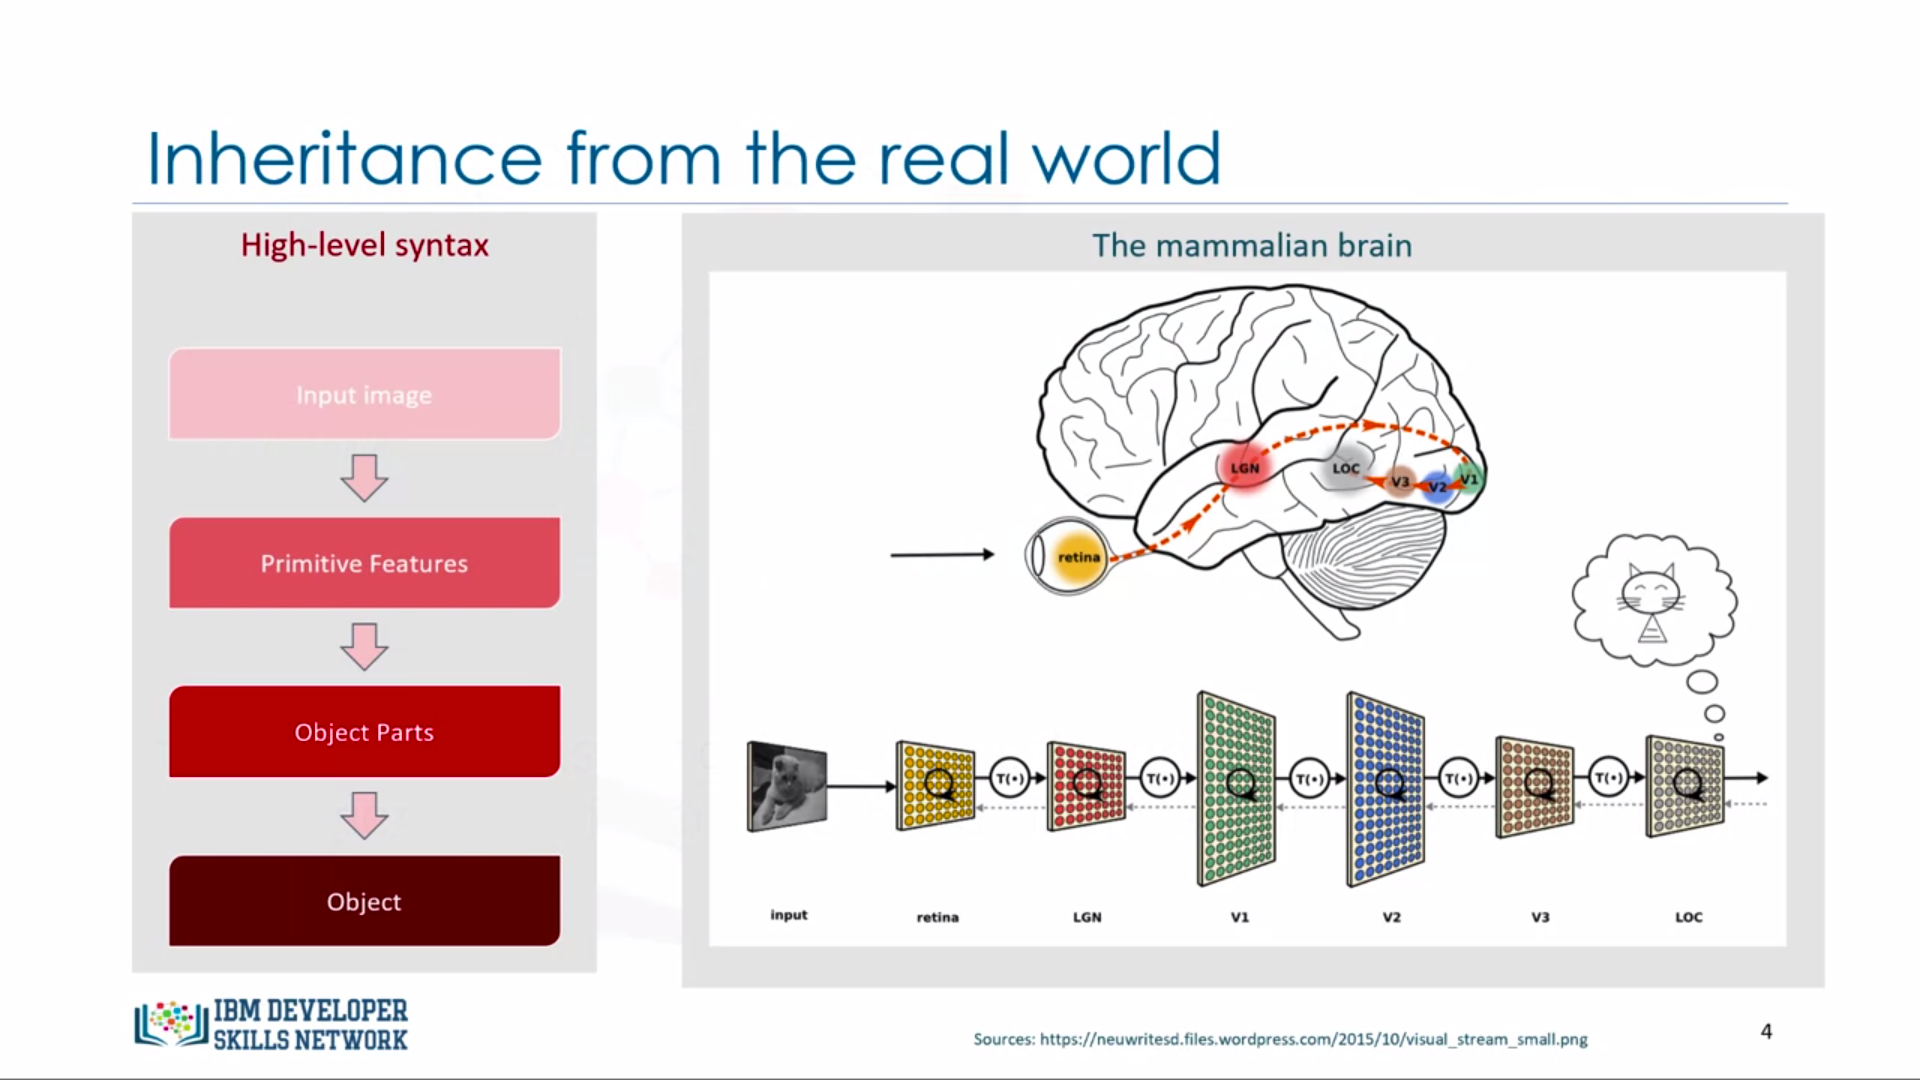 Inheritance from the real world
High-level syntax
Input image
Primitive Features
Object Parts
Object
The mammalian brain
LGN
LOC
V3
V2
V1
retina
T(•)
T(•)
T(•)
T(•)
T(•)
input
retina
LGN
V1
V2
V3
LOC
IBM DEVELOPER
SKILLS NETWORK
Sources: https://neuwritesd.files.wordpress.com/2015/10/visual_stream_small.png
4